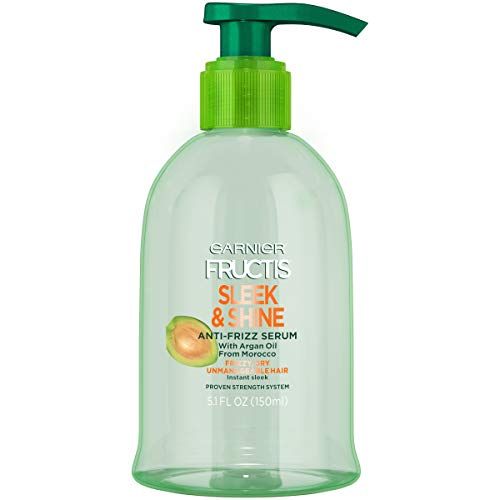 GARNIER
FRUCTIS
SLEEK
& SHINE
ANTI-FRIZZ SERUM
With Argan Oil
From Morocco
FRIZZY, DRY,
UNMANAGEABLE HAIR
Instant sleek
PROVEN STRENGTH SYSTEM
5.1 FL OZ (150ml)